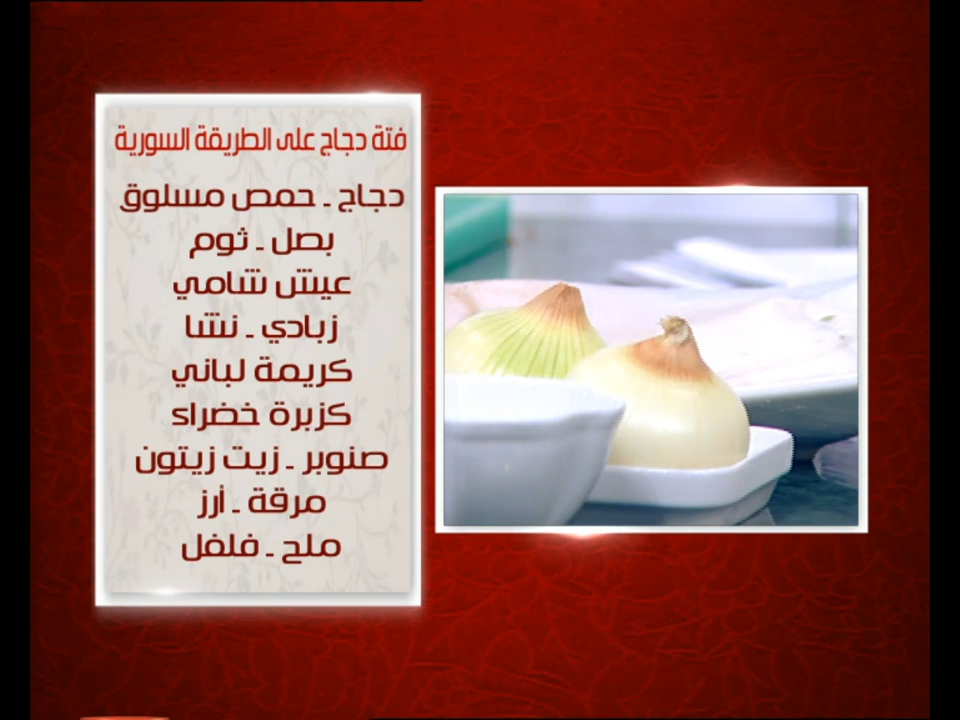 فتة دجاج على الطريقة السورية
دجاج - حمص مسلوق
بصل - ثوم
عيش شامي
زبادي - نشا
كريمة لباني
كزبرة خضراء
صنوبر - زيت زيتون
مرقة - أرز
ملح - فلفل